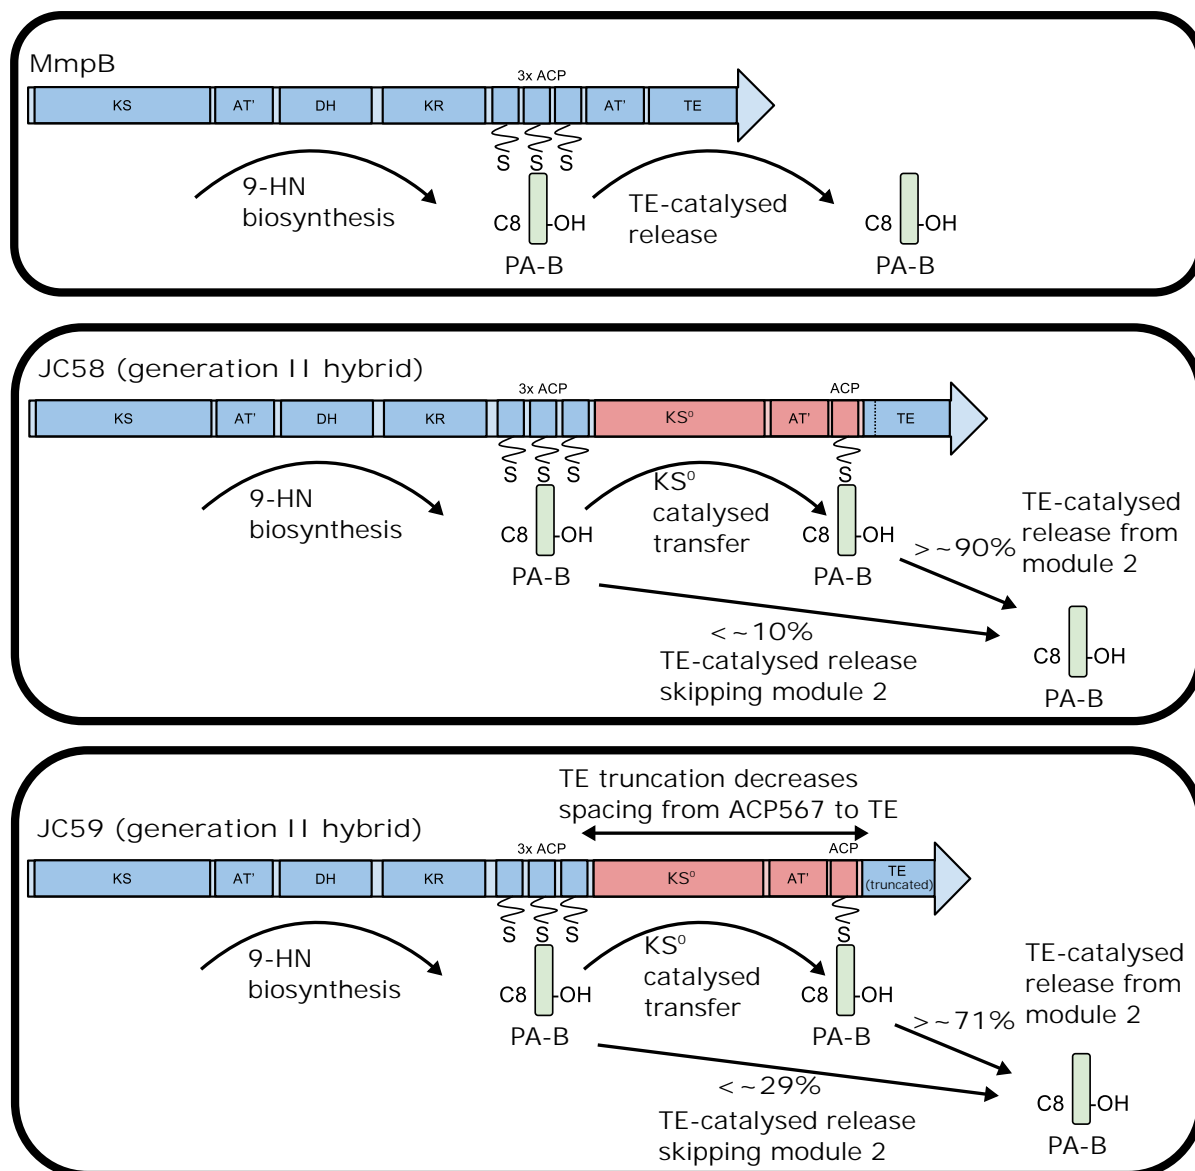 MmpB
3x ACP
KS AT' DH KR AT' TE
S S S
9-HN
biosynthesis
C8 -OH
PA-B
TE-catalysed
release
C8 -OH
PA-B
JC58 (generation II hybrid)
3x ACP ACP
KS AT' DH KR KS⁰ AT' TE
S S S S
9-HN
biosynthesis
C8 -OH
PA-B
KS⁰
catalysed
transfer
C8 -OH
PA-B
>~90%
TE-catalysed
release from
module 2
<~10%
TE-catalysed release
skipping module 2
C8 -OH
PA-B
TE truncation decreases
spacing from ACP567 to TE
JC59 (generation II hybrid)
3x ACP ACP
KS AT' DH KR KS⁰ AT' TE
(truncated)
S S S S
9-HN
biosynthesis
C8 -OH
PA-B
KS⁰
catalysed
transfer
C8 -OH
PA-B
>~71%
TE-catalysed
release from
module 2
<~29%
TE-catalysed release
skipping module 2
C8 -OH
PA-B